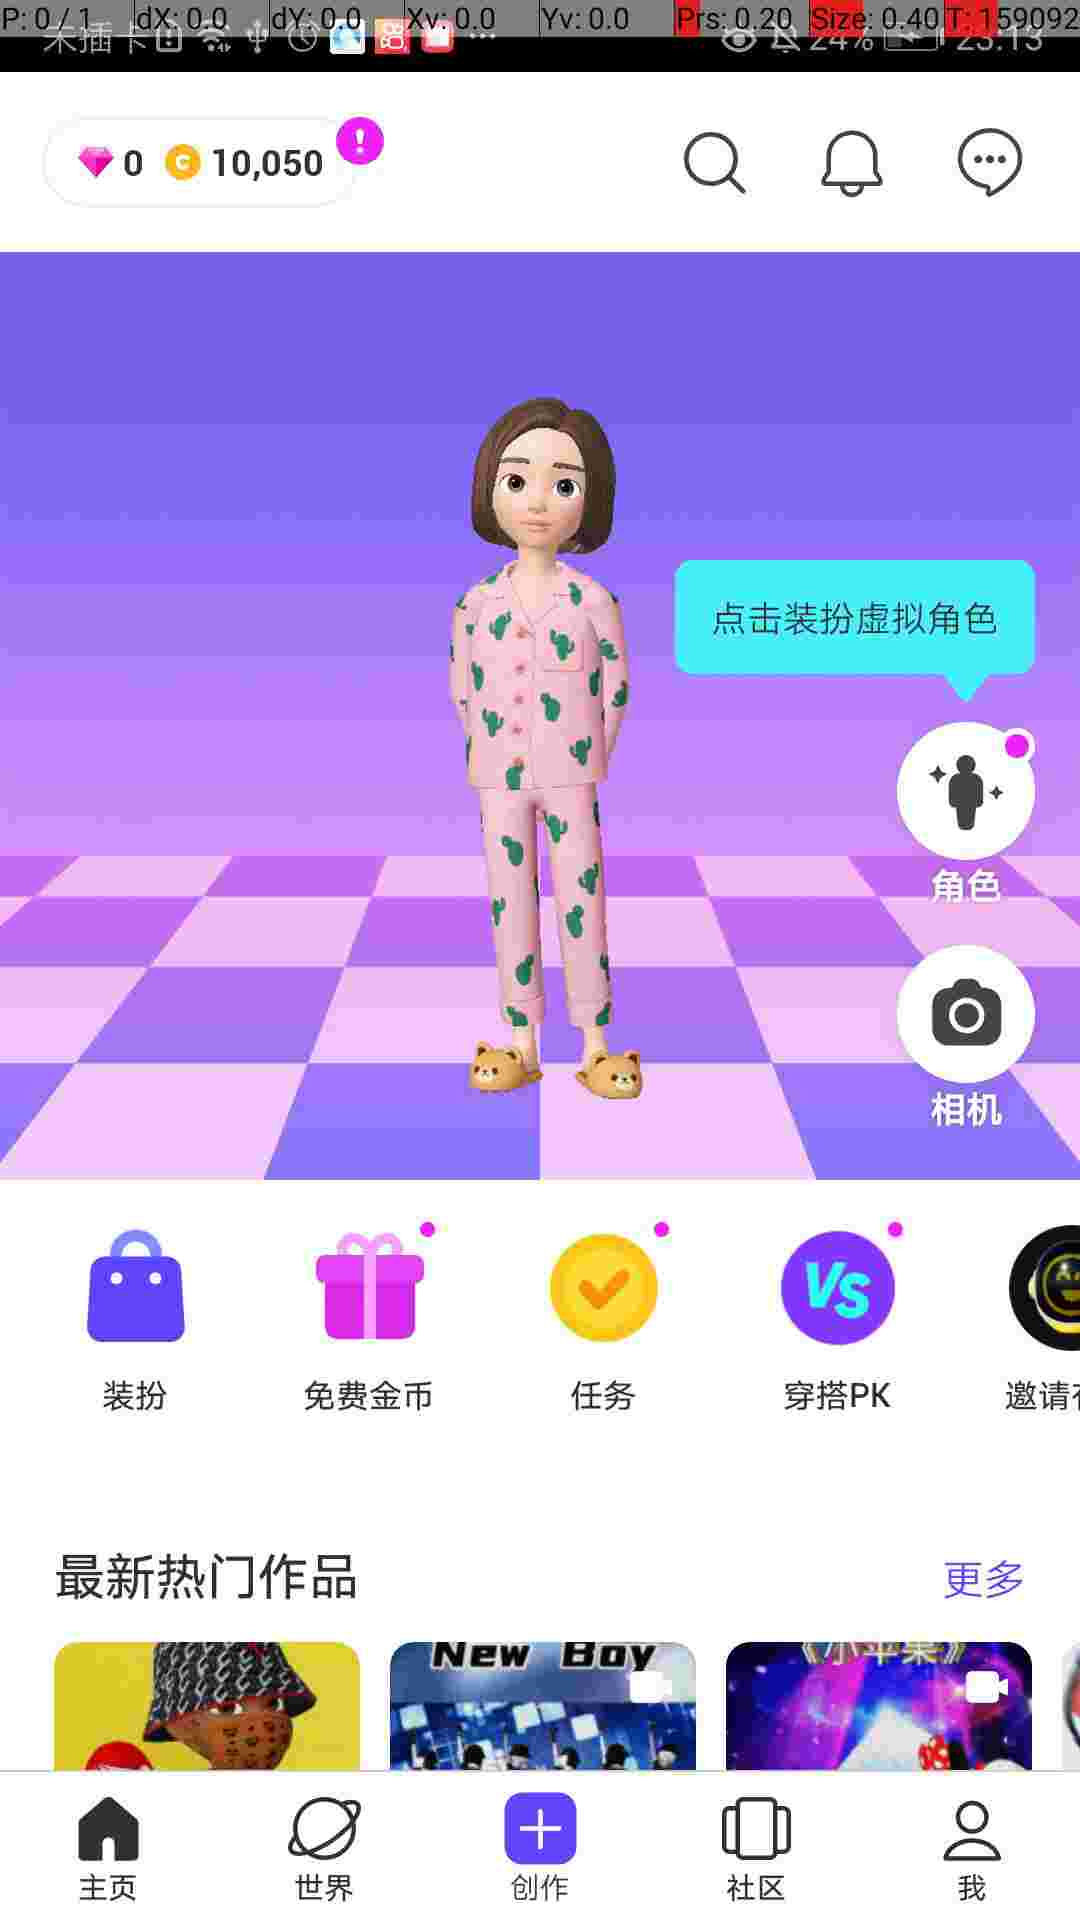 P: 0 / 1 dX: 0.0 dY: 0.0 Xv: 0.0 Yv: 0.0 Prs: 0.20 Size: 0.40 T: 159092
未插卡 24% 23:13
0 10,050
点击装扮虚拟角色
角色
相机
装扮 免费金币 任务 穿搭PK 邀请
最新热门作品 更多
New Boy 《小苹果》
主页 世界 创作 社区 我